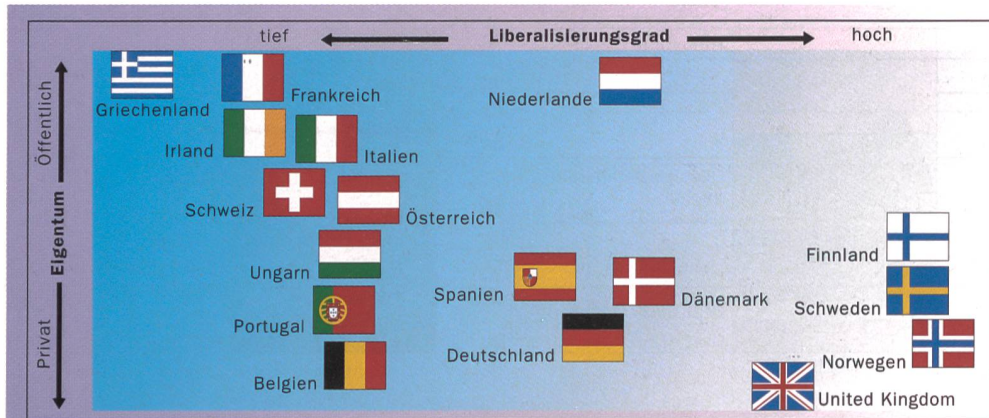 tief Liberalisierungsgrad hoch
Öffentlich
Eigentum
Privat
Griechenland
Frankreich
Niederlande
Irland
Italien
Schweiz
Österreich
Ungarn
Finnland
Spanien
Dänemark
Schweden
Portugal
Deutschland
Norwegen
Belgien
United Kingdom